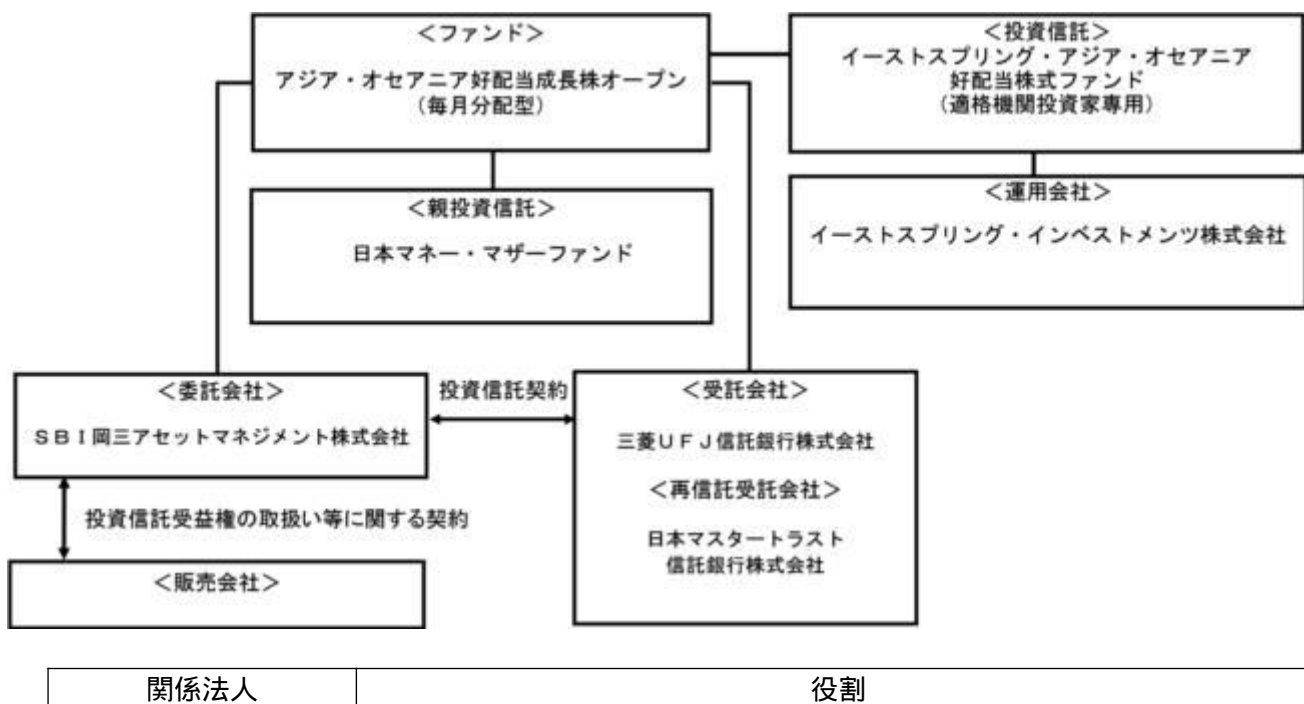 ＜ファンド＞
アジア・オセアニア好配当成長株オープン
（毎月分配型）
＜投資信託＞
イーストスプリング・アジア・オセアニア
好配当株式ファンド
（適格機関投資家専用）
＜親投資信託＞
日本マネー・マザーファンド
＜運用会社＞
イーストスプリング・インベストメンツ株式会社
＜委託会社＞
ＳＢＩ岡三アセットマネジメント株式会社
投資信託契約
＜受託会社＞
三菱ＵＦＪ信託銀行株式会社
＜再信託受託会社＞
日本マスタートラスト
信託銀行株式会社
投資信託受益権の取扱い等に関する契約
＜販売会社＞
関係法人 役割